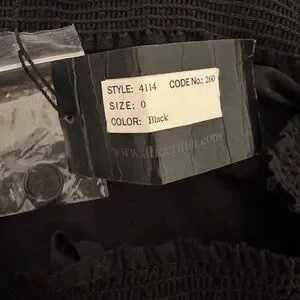 STYLE: 4114 CODE No.: 260
SIZE: 0
COLOR: Black